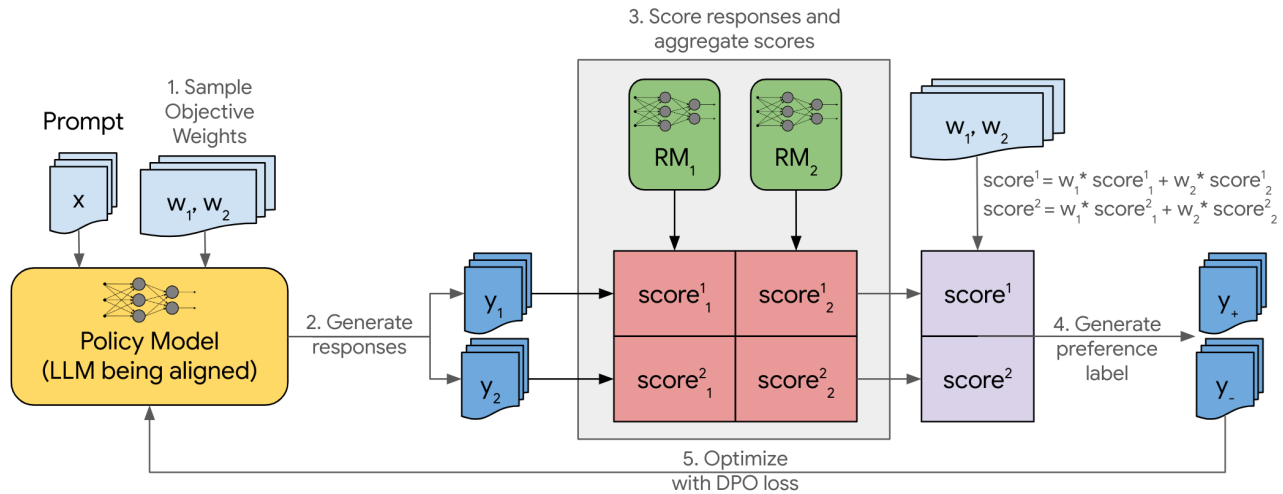 3. Score responses and
aggregate scores
1. Sample
Objective
Weights
Prompt
x
w₁, w₂
RM₁
RM₂
w₁, w₂
score¹ = w₁* score¹₁ + w₂* score¹₂
score² = w₁* score²₁ + w₂* score²₂
Policy Model
(LLM being aligned)
2. Generate
responses
y₁
y₂
score¹₁
score¹₂
score²₁
score²₂
score¹
score²
4. Generate
preference
label
y₊
y₋
5. Optimize
with DPO loss